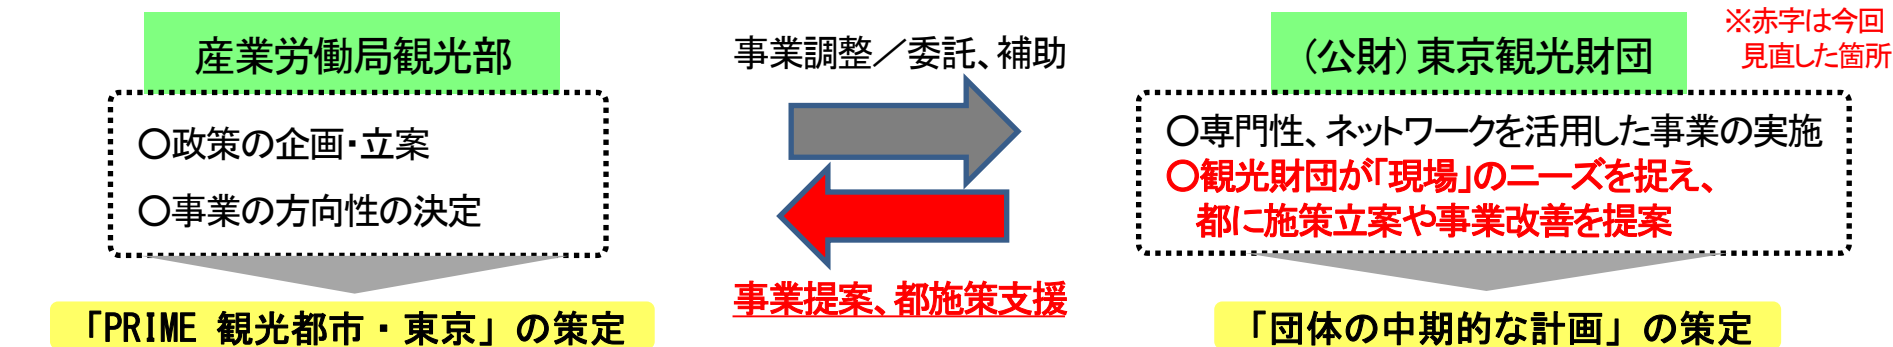 産業労働局観光部
〇政策の企画・立案
〇事業の方向性の決定
「PRIME 観光都市・東京」の策定
事業調整／委託、補助
事業提案、都施策支援
(公財)東京観光財団
※赤字は今回
見直した箇所
〇専門性、ネットワークを活用した事業の実施
〇観光財団が「現場」のニーズを捉え、
都に施策立案や事業改善を提案
「団体の中期的な計画」の策定